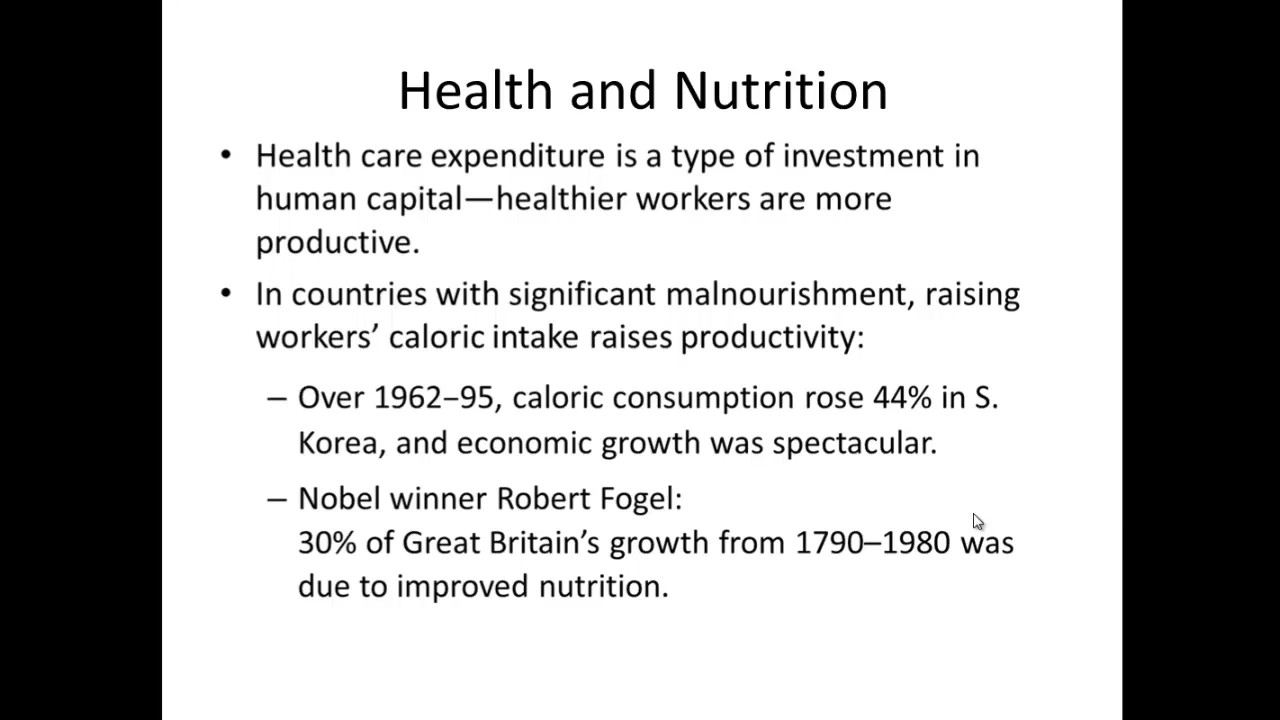 Health and Nutrition
• Health care expenditure is a type of investment in
human capital—healthier workers are more
productive.
• In countries with significant malnourishment, raising
workers’ caloric intake raises productivity:
– Over 1962–95, caloric consumption rose 44% in S.
Korea, and economic growth was spectacular.
– Nobel winner Robert Fogel:
30% of Great Britain’s growth from 1790–1980 was
due to improved nutrition.